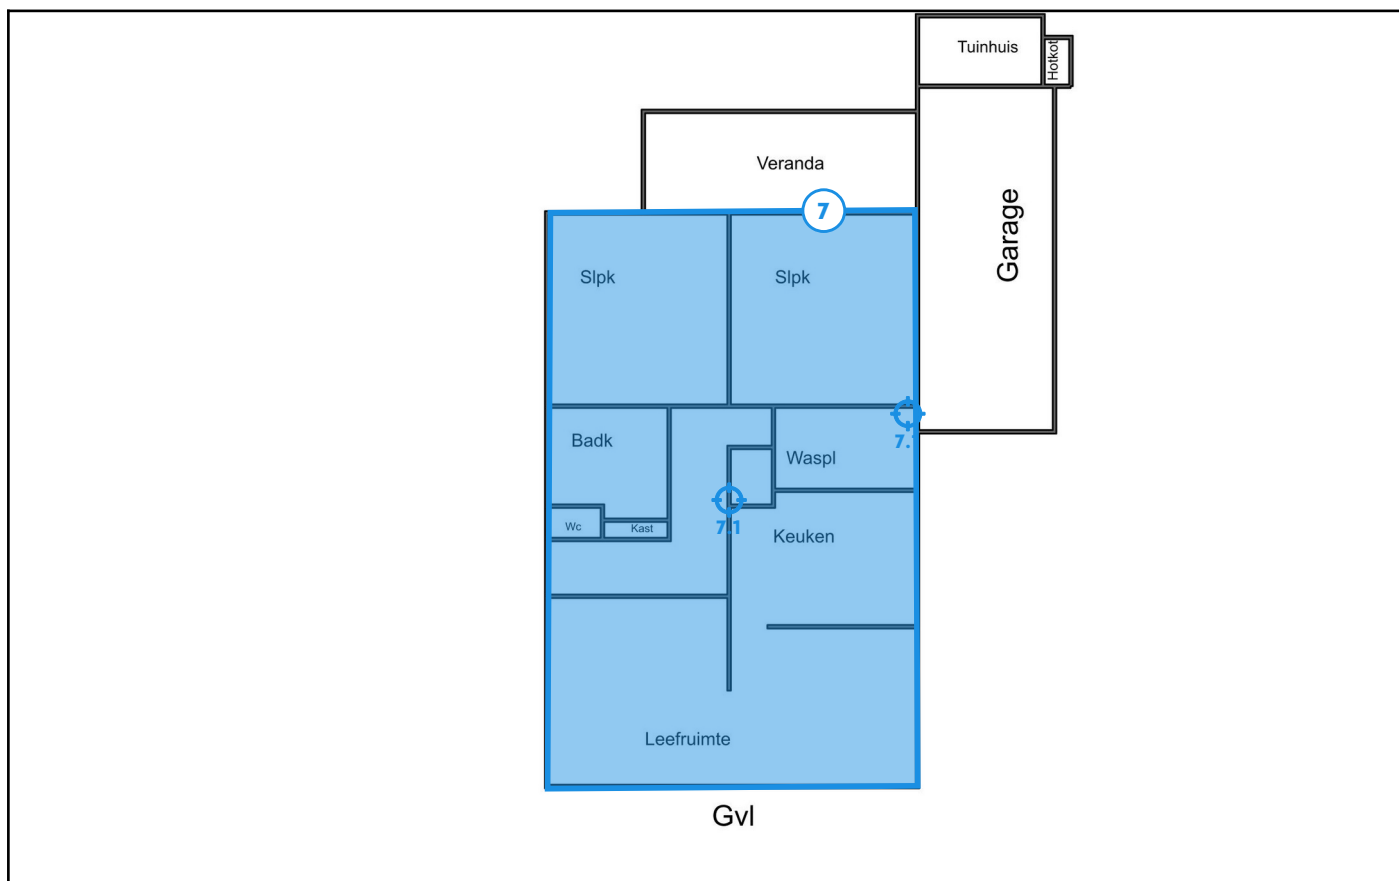 Tuinhuis
Hotkot
Veranda
7
Garage
Slpk
Slpk
Badk
7.
Waspl
Wc
Kast
7.1
Keuken
Leefruimte
Gvl